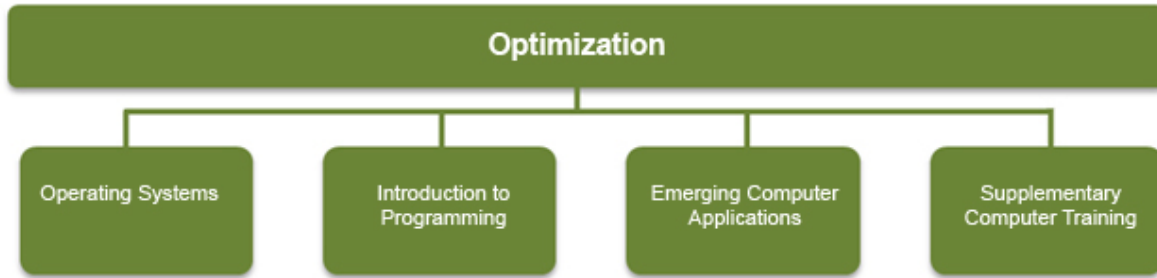 Optimization
Operating Systems
Introduction to
Programming
Emerging Computer
Applications
Supplementary
Computer Training